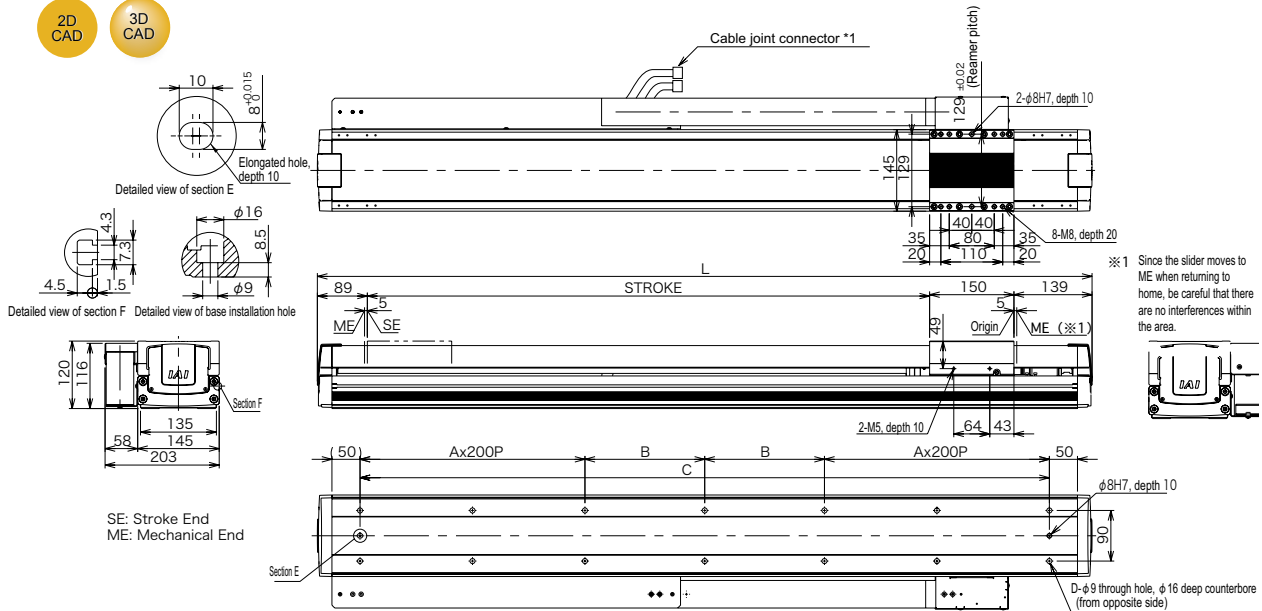 2D
CAD
3D
CAD
Cable joint connector *1
129 ±0.02
(Reamer pitch)
2-φ8H7, depth 10
10
8 +0.015
0
Elongated hole,
depth 10
Detailed view of section E
145
129
40 40
35 80 35
20 110 20
8-M8, depth 20
4.3
7.3
4.5 1.5
Detailed view of section F
φ16
8.5
φ9
Detailed view of base installation hole
L
89 STROKE 150 139
5
ME SE
5
Origin ME (※1)
49
2-M5, depth 10
64 43
※1 Since the slider moves to
ME when returning to
home, be careful that there
are no interferences within
the area.
IAI
120
116
IAI
Section F
135
58 145
203
(50) Ax200P B B Ax200P 50
C
φ8H7, depth 10
90
SE: Stroke End
ME: Mechanical End
Section E
D-φ9 through hole, φ16 deep counterbore
(from opposite side)